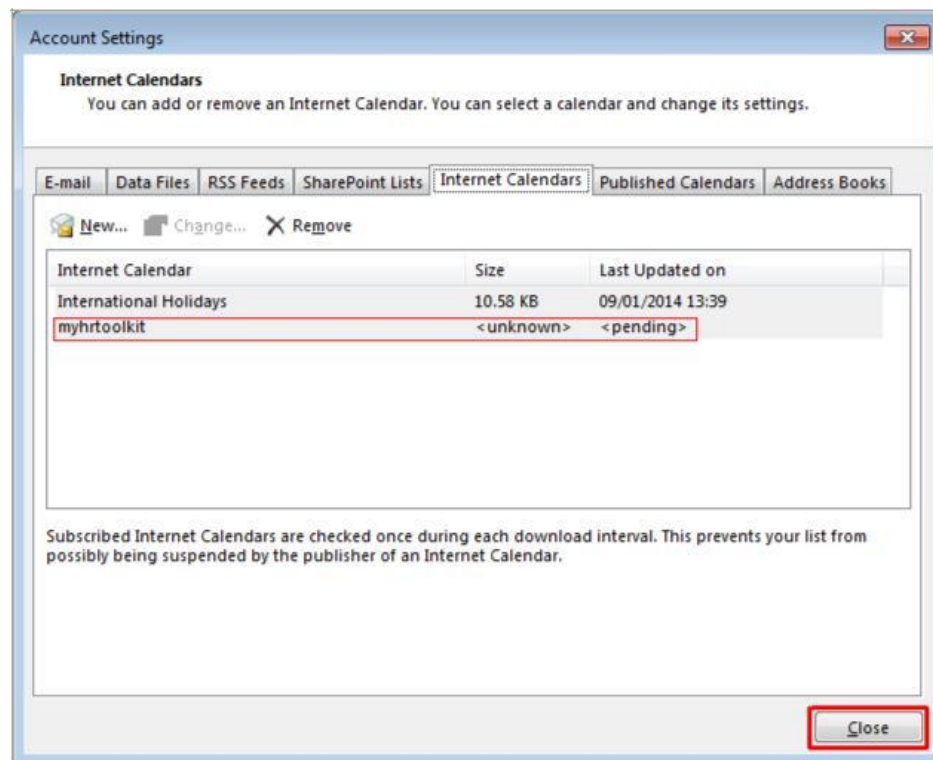 Account Settings
Internet Calendars
You can add or remove an Internet Calendar. You can select a calendar and change its settings.
E-mail Data Files RSS Feeds SharePoint Lists Internet Calendars Published Calendars Address Books
New... Change... Remove
Internet Calendar Size Last Updated on
International Holidays 10.58 KB 09/01/2014 13:39
myhrtoolkit <unknown> <pending>
Subscribed Internet Calendars are checked once during each download interval. This prevents your list from
possibly being suspended by the publisher of an Internet Calendar.
Close